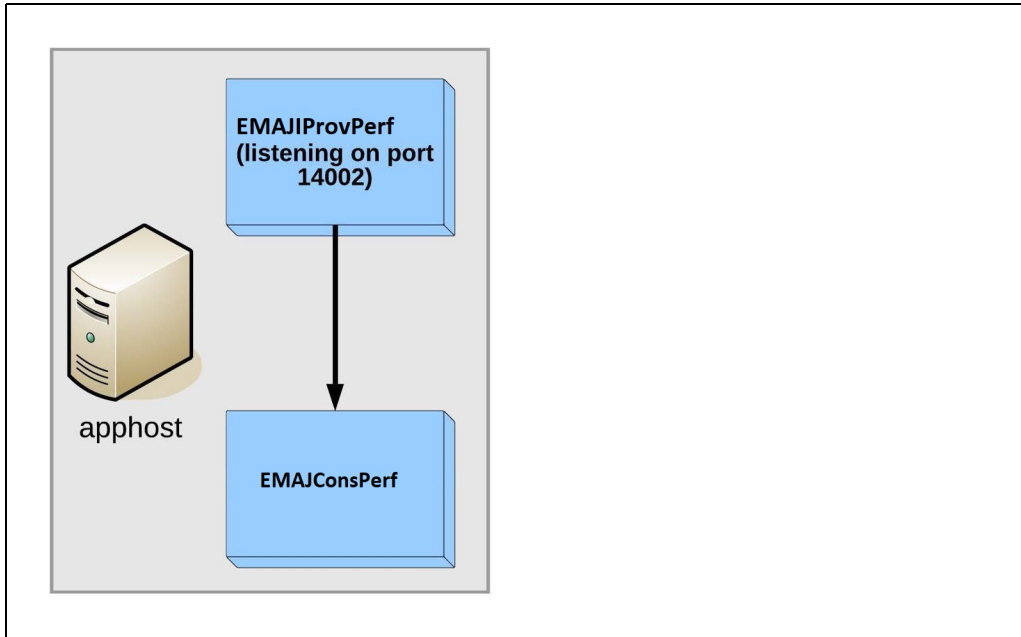 EMAJIProvPerf
(listening on port
14002)
apphost
EMAJConsPerf